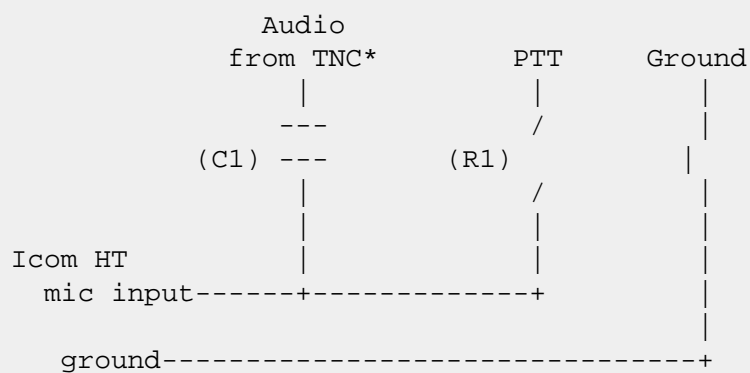 Audio
from TNC* PTT Ground
(C1) (R1)
Icom HT
mic input
ground